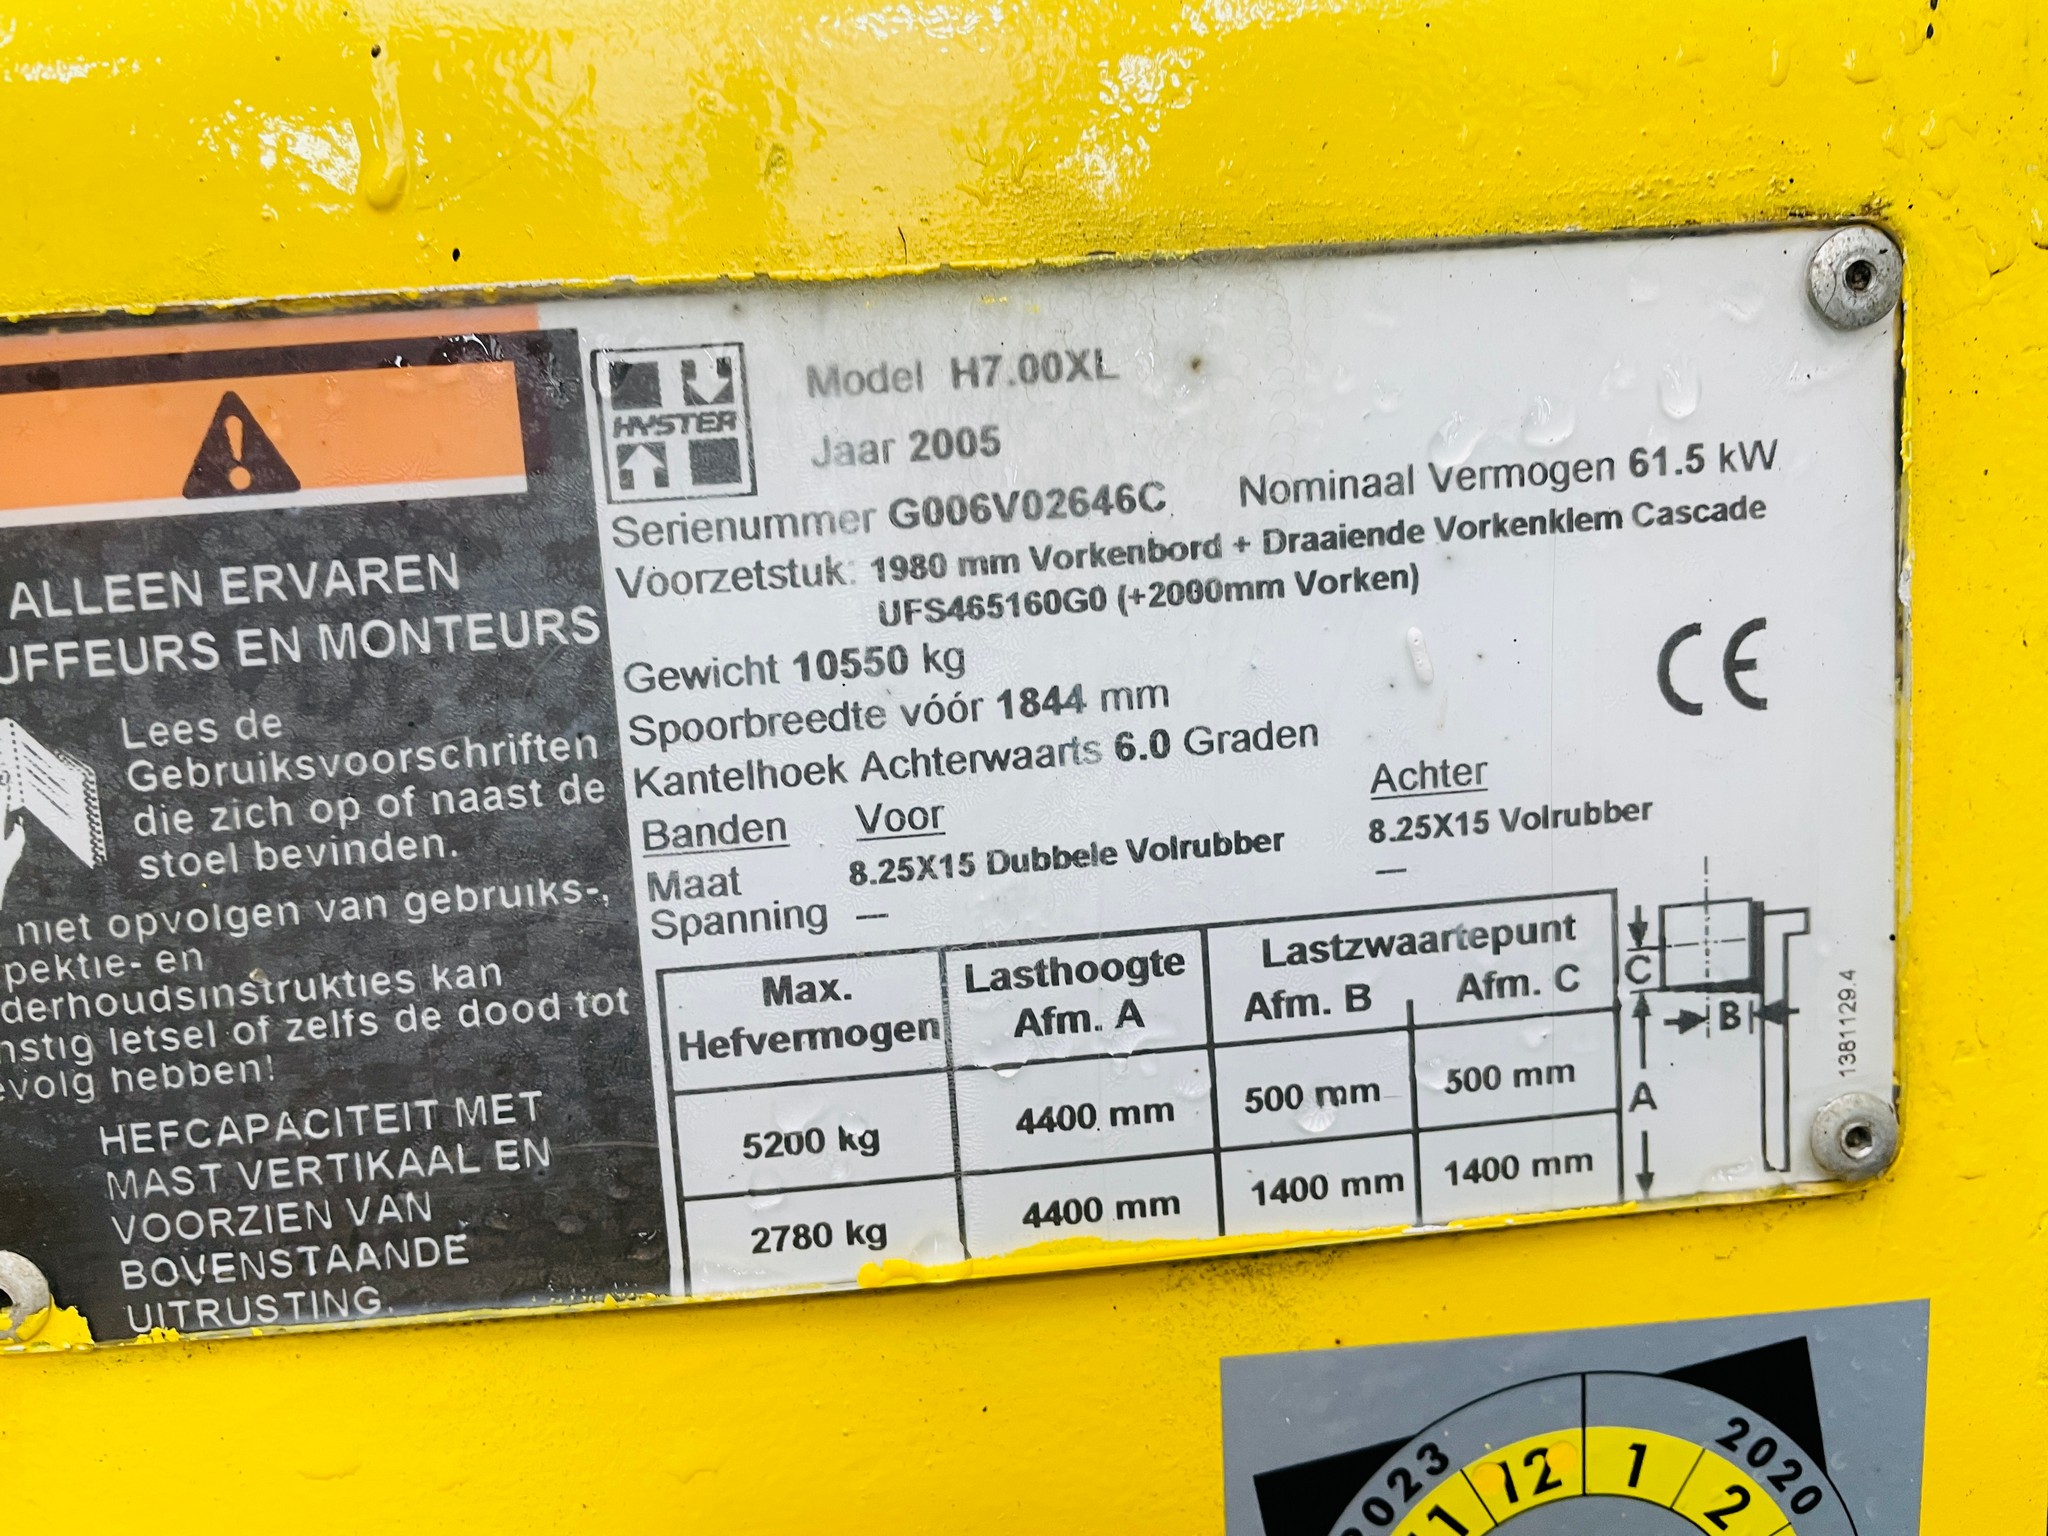 ALLEEN ERVAREN
UFFEURS EN MONTEURS
Lees de
Gebruiksvoorschriften
die zich op of naast de
stoel bevinden.
niet opvolgen van gebruiks-,
pektie- en
derhoudsinstrukties kan
nstig letsel of zelfs de dood tot
evolg hebben!
HEFCAPACITEIT MET
MAST VERTIKAAL EN
VOORZIEN VAN
BOVENSTAANDE
UITRUSTING.
HYSTER
Model H7.00XL
Jaar 2005
Serienummer G006V02646C Nominaal Vermogen 61.5 kW
Voorzetstuk: 1980 mm Vorkenbord + Draaiende Vorkenklem Cascade
UFS465160G0 (+2000mm Vorken)
Gewicht 10550 kg
Spoorbreedte vóór 1844 mm
Kantelhoek Achterwaarts 6.0 Graden
CE
Banden Voor Achter
Maat 8.25X15 Dubbele Volrubber 8.25X15 Volrubber
Spanning — —
Max. Hefvermogen Lasthoogte Afm. A Lastzwaartepunt Afm. B Afm. C
5200 kg 4400 mm 500 mm 500 mm
2780 kg 4400 mm 1400 mm 1400 mm
C
B
A
1381129.4
2023 2020
11 12 1 2